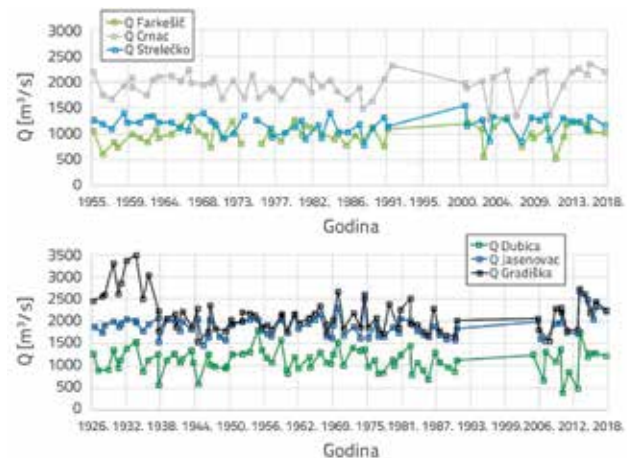 Q Farkešič
Q Crnac
Q Strelečko
Q [m³/s]
3000
2500
2000
1500
1000
500
0
1955. 1959. 1964. 1968. 1973. 1977. 1982. 1986. 1991. 1995. 2000. 2004. 2009. 2013. 2018.
Godina
Q Dubica
Q Jasenovac
Q Gradiška
Q [m³/s]
3500
3000
2500
2000
1500
1000
500
0
1926. 1932. 1938. 1944. 1950. 1956. 1963. 1969. 1975. 1981. 1987. 1993. 1999. 2006. 2012. 2018.
Godina